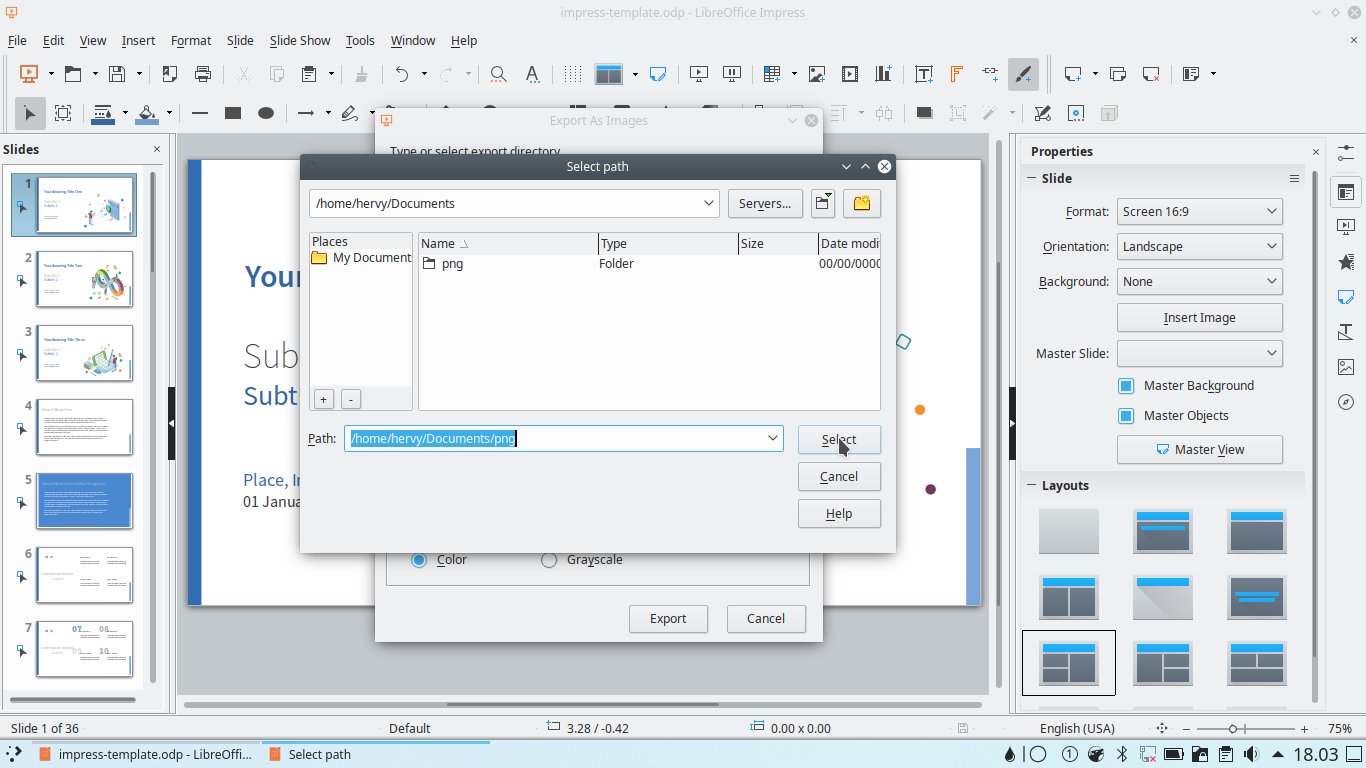 impress-template.odp - LibreOffice Impress
File Edit View Insert Format Slide Slide Show Tools Window Help
Slides
1
2
3
4
5
6
7
Your Amazing Title One
Your Amazing Title Two
Your Amazing Title Three
Export As Images
Type or select export directory
Select path
/home/hervy/Documents
Servers...
Places
My Document
Name Type Size Date modi
png Folder 00/00/0000
+ -
Path: /home/hervy/Documents/png
Select
Cancel
Help
Color Grayscale
Export Cancel
Your
Sub
Subt
Place, In
01 Janua
07 08
09 10
Properties
Slide
Format: Screen 16:9
Orientation: Landscape
Background: None
Insert Image
Master Slide:
Master Background
Master Objects
Master View
Layouts
Slide 1 of 36 Default 3.28 / -0.42 0.00 x 0.00 English (USA) 75%
impress-template.odp - LibreOffi... Select path 1 18.03